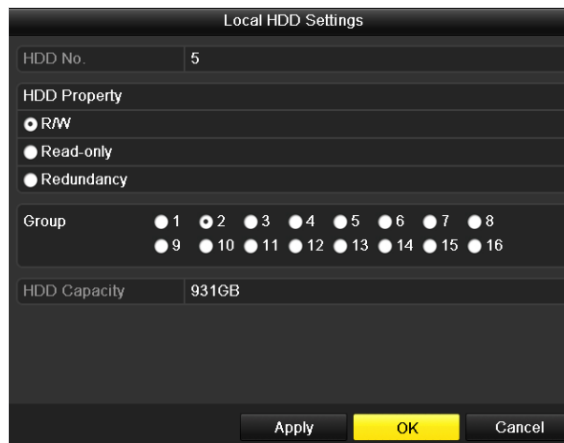 Local HDD Settings
HDD No. 5
HDD Property
R/W
Read-only
Redundancy
Group 1 2 3 4 5 6 7 8
9 10 11 12 13 14 15 16
HDD Capacity 931GB
Apply OK Cancel